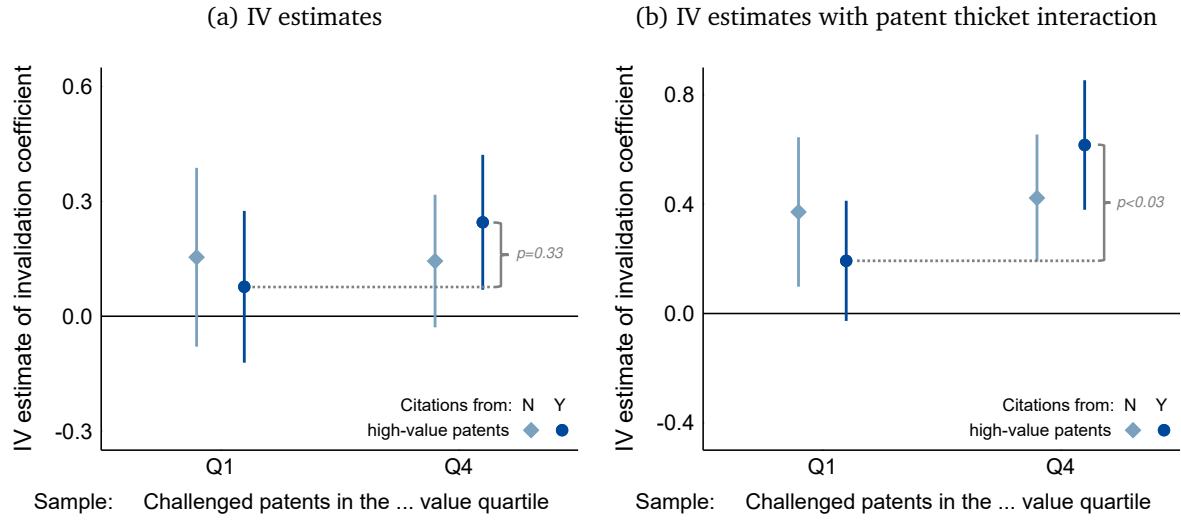 (a) IV estimates
IV estimate of invalidation coefficient
0.6
0.3
0.0
-0.3
p=0.33
Citations from: N Y
high-value patents
Q1 Q4
Sample: Challenged patents in the ... value quartile
(b) IV estimates with patent thicket interaction
IV estimate of invalidation coefficient
0.8
0.4
0.0
-0.4
p<0.03
Citations from: N Y
high-value patents
Q1 Q4
Sample: Challenged patents in the ... value quartile